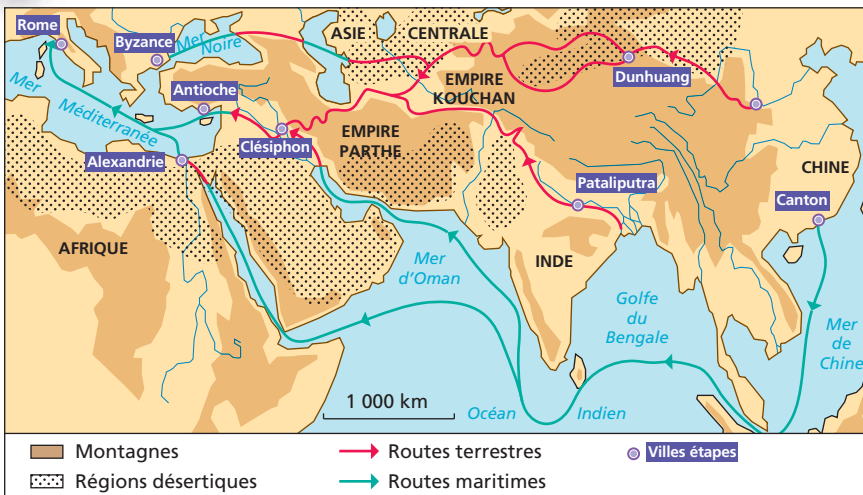 Rome
Byzance
Mer
Noire
ASIE
CENTRALE
Dunhuang
Mer
Méditerranée
Antioche
EMPIRE
KOUCHAN
EMPIRE
PARTHE
Clésiphon
Alexandrie
CHINE
Pataliputra
Canton
AFRIQUE
Mer
d'Oman
INDE
Golfe
du
Bengale
Mer
de
Chine
1 000 km
Océan
Indien
Montagnes
Routes terrestres
Villes étapes
Régions désertiques
Routes maritimes